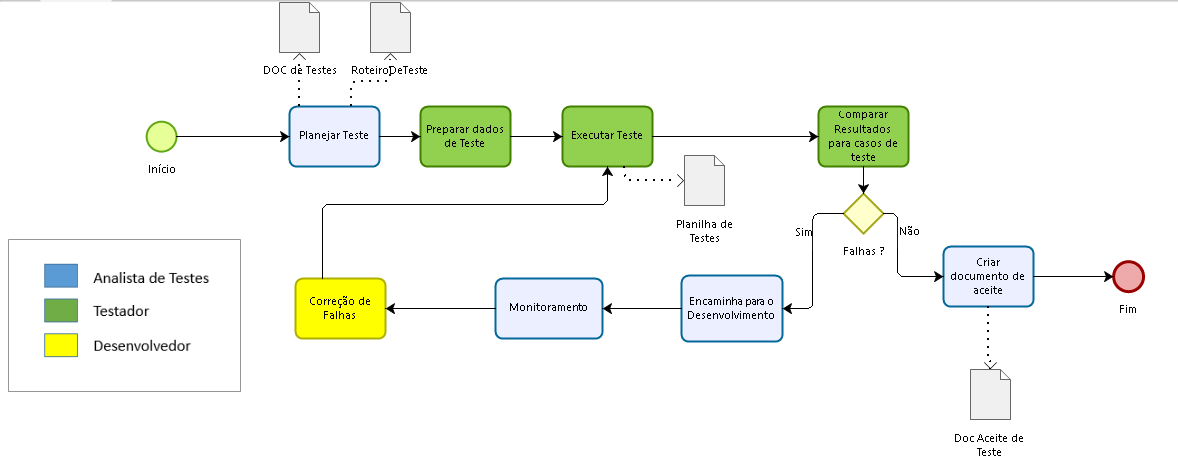 DOC de Testes
RoteiroDeTeste
Início
Planejar Teste
Preparar dados
de Teste
Executar Teste
Comparar
Resultados
para casos de
teste
Planilha de
Testes
Sim
Falhas ?
Não
Criar
documento de
aceite
Fim
Encaminha para o
Desenvolvimento
Monitoramento
Correção de
Falhas
Doc Aceite de
Teste
Analista de Testes
Testador
Desenvolvedor